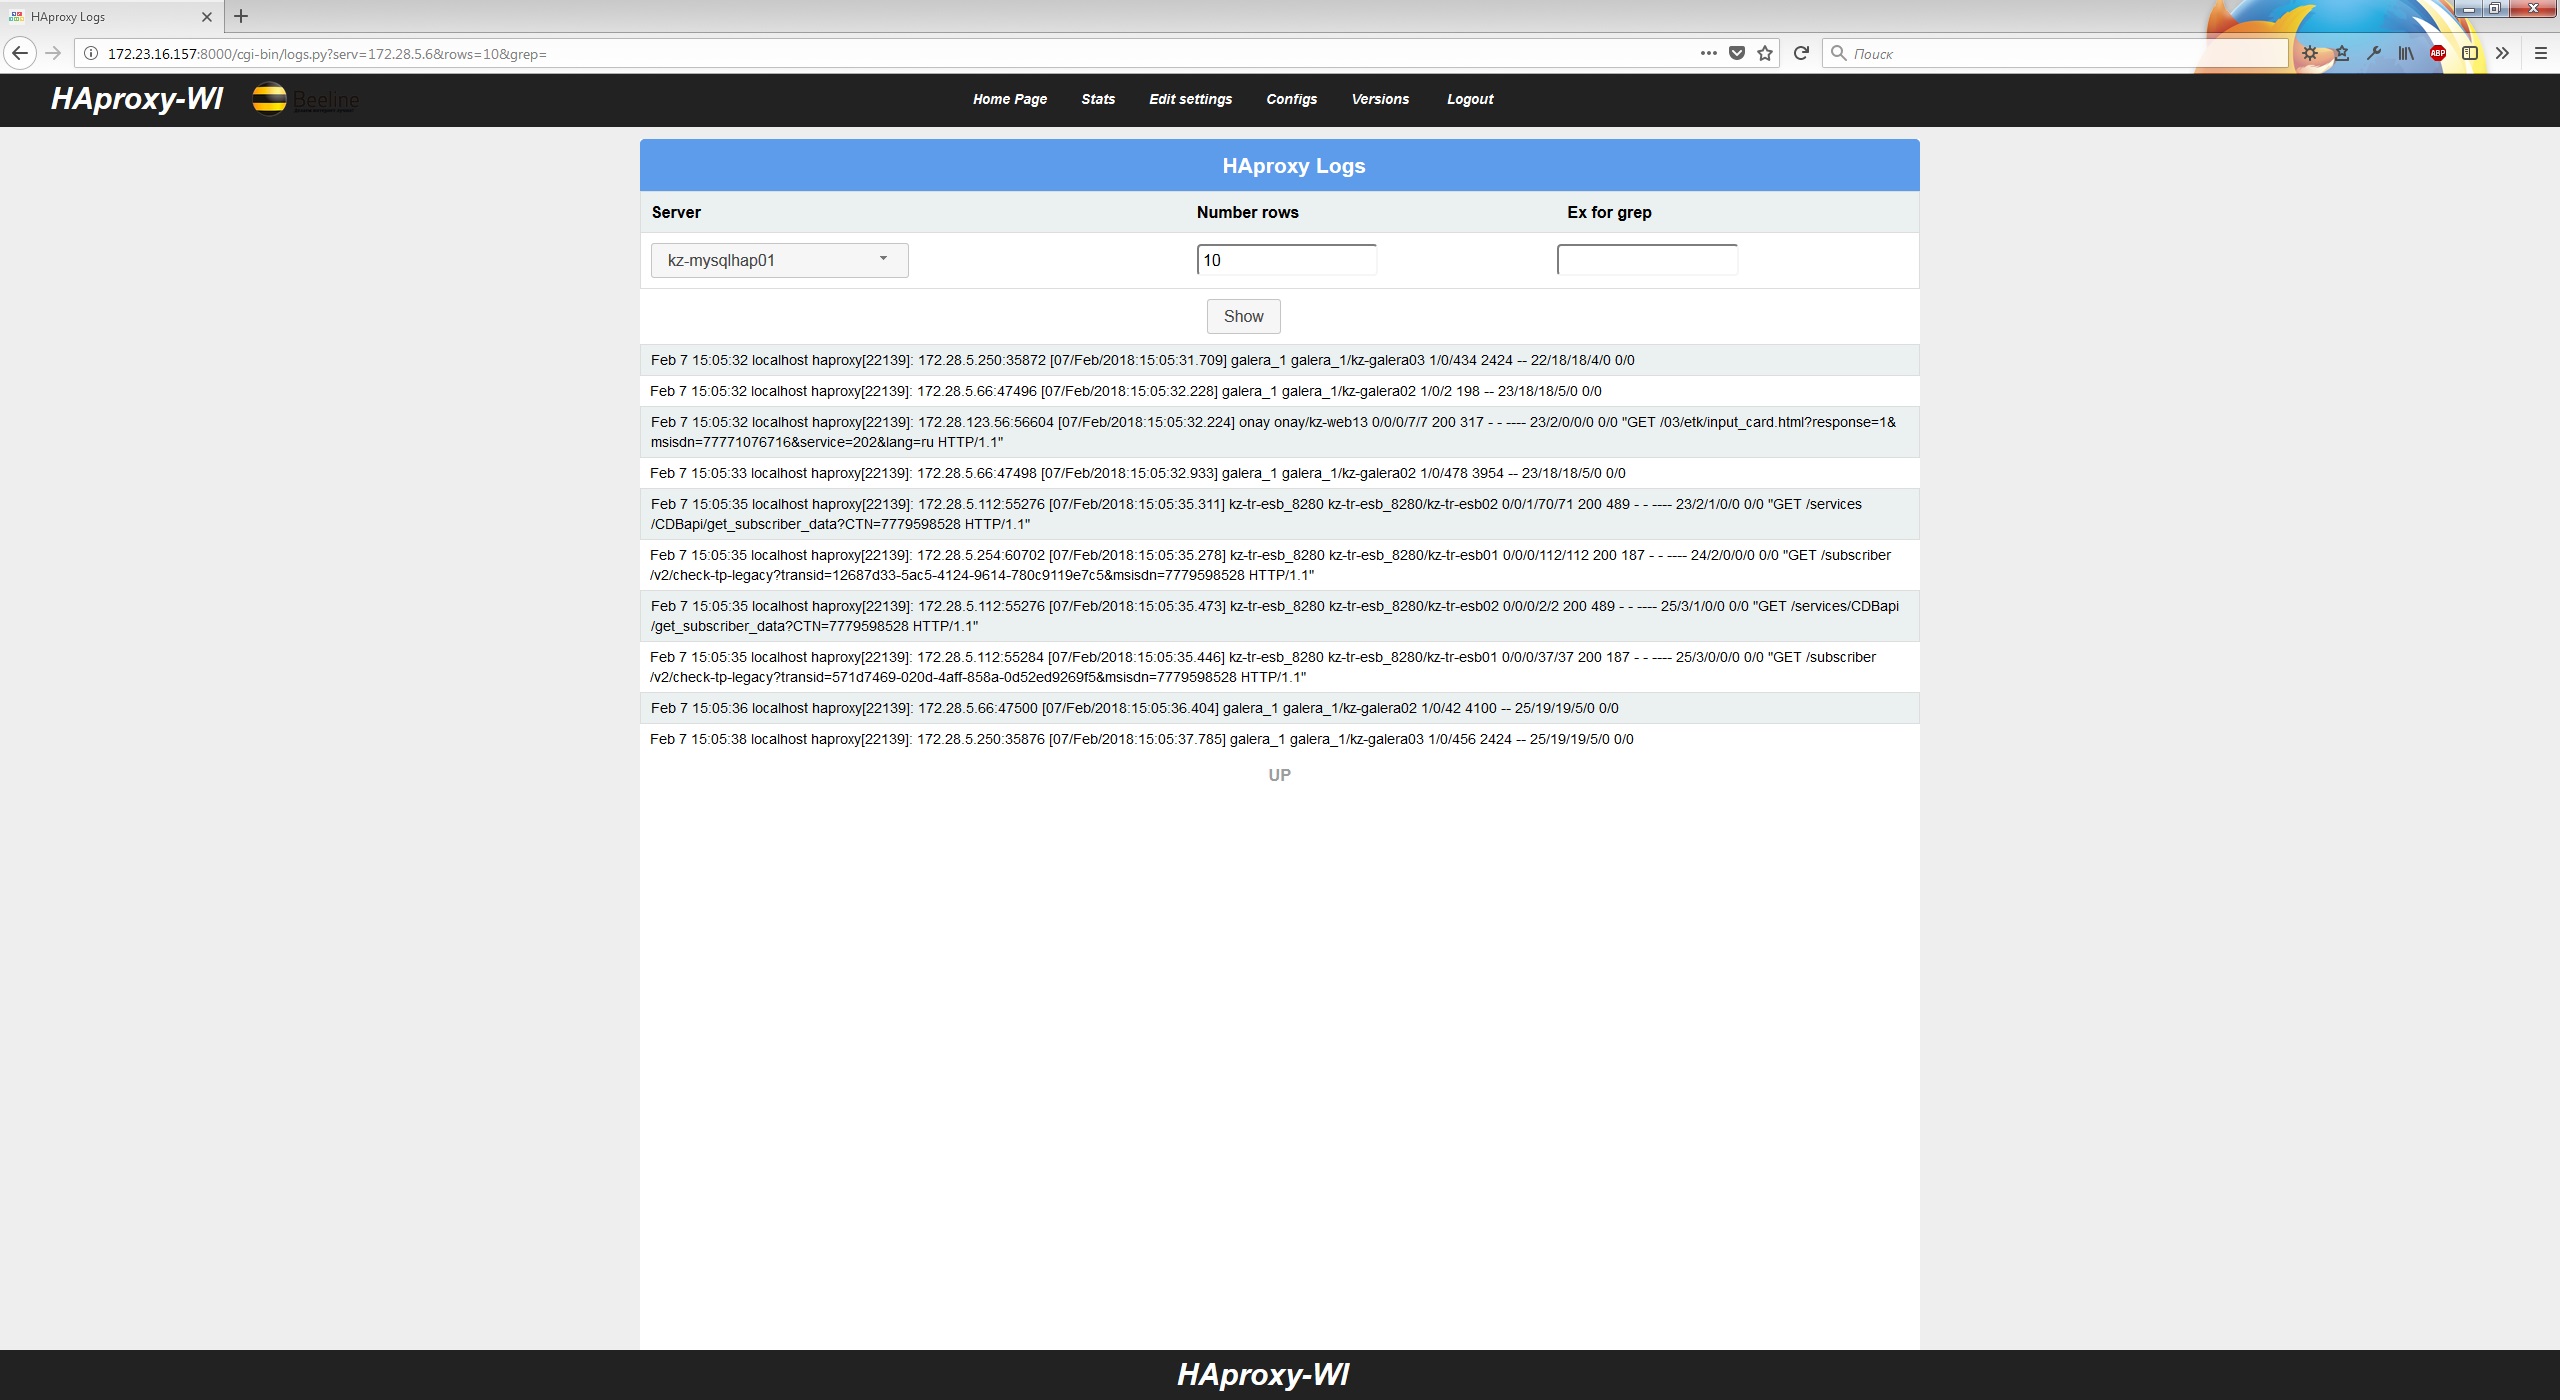 HAproxy Logs
172.23.16.157:8000/cgi-bin/logs.py?serv=172.28.5.6&rows=10&grep=
Поиск
ABP
HAproxy-WI
Beeline
Home Page Stats Edit settings Configs Versions Logout
HAproxy Logs
Server Number rows Ex for grep
kz-mysqlhap01 10
Show
Feb 7 15:05:32 localhost haproxy[22139]: 172.28.5.250:35872 [07/Feb/2018:15:05:31.709] galera_1 galera_1/kz-galera03 1/0/434 2424 -- 22/18/18/4/0 0/0
Feb 7 15:05:32 localhost haproxy[22139]: 172.28.5.66:47496 [07/Feb/2018:15:05:32.228] galera_1 galera_1/kz-galera02 1/0/2 198 -- 23/18/18/5/0 0/0
Feb 7 15:05:32 localhost haproxy[22139]: 172.28.123.56:56604 [07/Feb/2018:15:05:32.224] onay onay/kz-web13 0/0/0/7/7 200 317 - - ---- 23/2/0/0/0 0/0 "GET /03/etk/input_card.html?response=1&
msisdn=77771076716&service=202&lang=ru HTTP/1.1"
Feb 7 15:05:33 localhost haproxy[22139]: 172.28.5.66:47498 [07/Feb/2018:15:05:32.933] galera_1 galera_1/kz-galera02 1/0/478 3954 -- 23/18/18/5/0 0/0
Feb 7 15:05:35 localhost haproxy[22139]: 172.28.5.112:55276 [07/Feb/2018:15:05:35.311] kz-tr-esb_8280 kz-tr-esb_8280/kz-tr-esb02 0/0/1/70/71 200 489 - - ---- 23/2/1/0/0 0/0 "GET /services
/CDBapi/get_subscriber_data?CTN=7779598528 HTTP/1.1"
Feb 7 15:05:35 localhost haproxy[22139]: 172.28.5.254:60702 [07/Feb/2018:15:05:35.278] kz-tr-esb_8280 kz-tr-esb_8280/kz-tr-esb01 0/0/0/112/112 200 187 - - ---- 24/2/0/0/0 0/0 "GET /subscriber
/v2/check-tp-legacy?transid=12687d33-5ac5-4124-9614-780c9119e7c5&msisdn=7779598528 HTTP/1.1"
Feb 7 15:05:35 localhost haproxy[22139]: 172.28.5.112:55276 [07/Feb/2018:15:05:35.473] kz-tr-esb_8280 kz-tr-esb_8280/kz-tr-esb02 0/0/0/2/2 200 489 - - ---- 25/3/1/0/0 0/0 "GET /services/CDBapi
/get_subscriber_data?CTN=7779598528 HTTP/1.1"
Feb 7 15:05:35 localhost haproxy[22139]: 172.28.5.112:55284 [07/Feb/2018:15:05:35.446] kz-tr-esb_8280 kz-tr-esb_8280/kz-tr-esb01 0/0/0/37/37 200 187 - - ---- 25/3/0/0/0 0/0 "GET /subscriber
/v2/check-tp-legacy?transid=571d7469-020d-4aff-858a-0d52ed9269f5&msisdn=7779598528 HTTP/1.1"
Feb 7 15:05:36 localhost haproxy[22139]: 172.28.5.66:47500 [07/Feb/2018:15:05:36.404] galera_1 galera_1/kz-galera02 1/0/42 4100 -- 25/19/19/5/0 0/0
Feb 7 15:05:38 localhost haproxy[22139]: 172.28.5.250:35876 [07/Feb/2018:15:05:37.785] galera_1 galera_1/kz-galera03 1/0/456 2424 -- 25/19/19/5/0 0/0
UP
HAproxy-WI